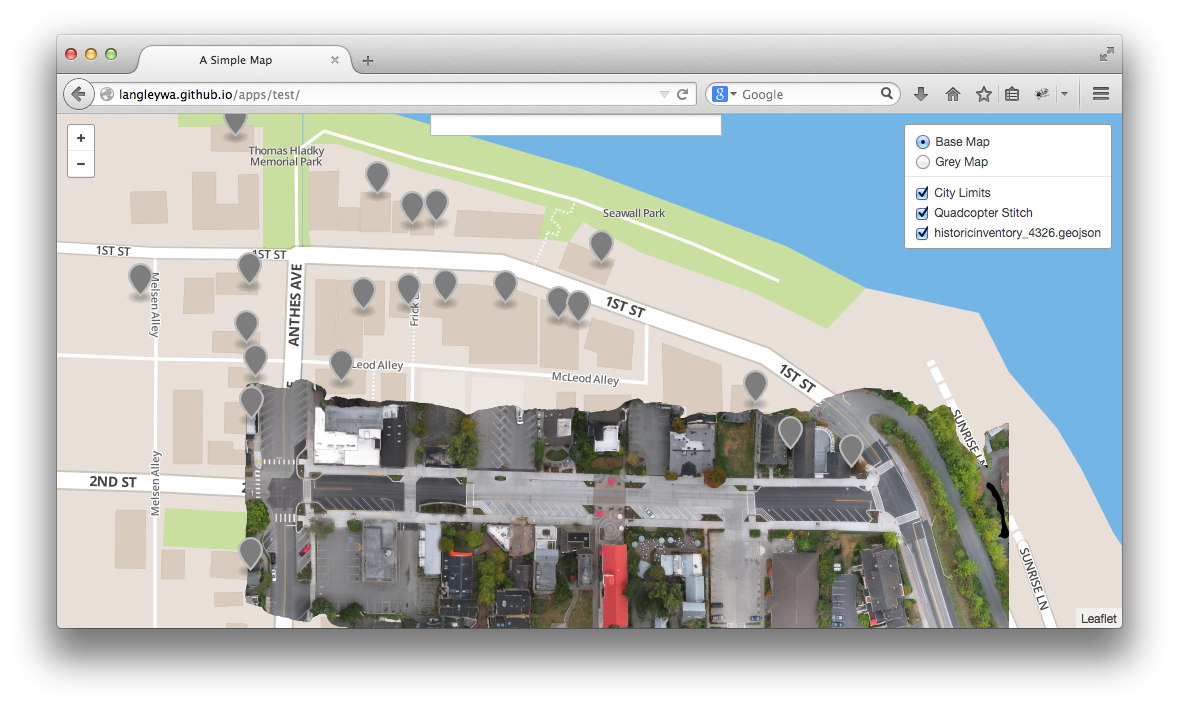 A Simple Map
langleywa.github.io/apps/test/
Google
+
−
Base Map
Grey Map
City Limits
Quadcopter Stitch
historicinventory_4326.geojson
Thomas Hladky
Memorial Park
Seawall Park
1ST ST
1ST ST
ANTHES AVE
Melsen Alley
1ST ST
Leod Alley
McLeod Alley
1ST ST
SUNRISE LN
2ND ST
Melsen Alley
SUNRISE LN
Leaflet